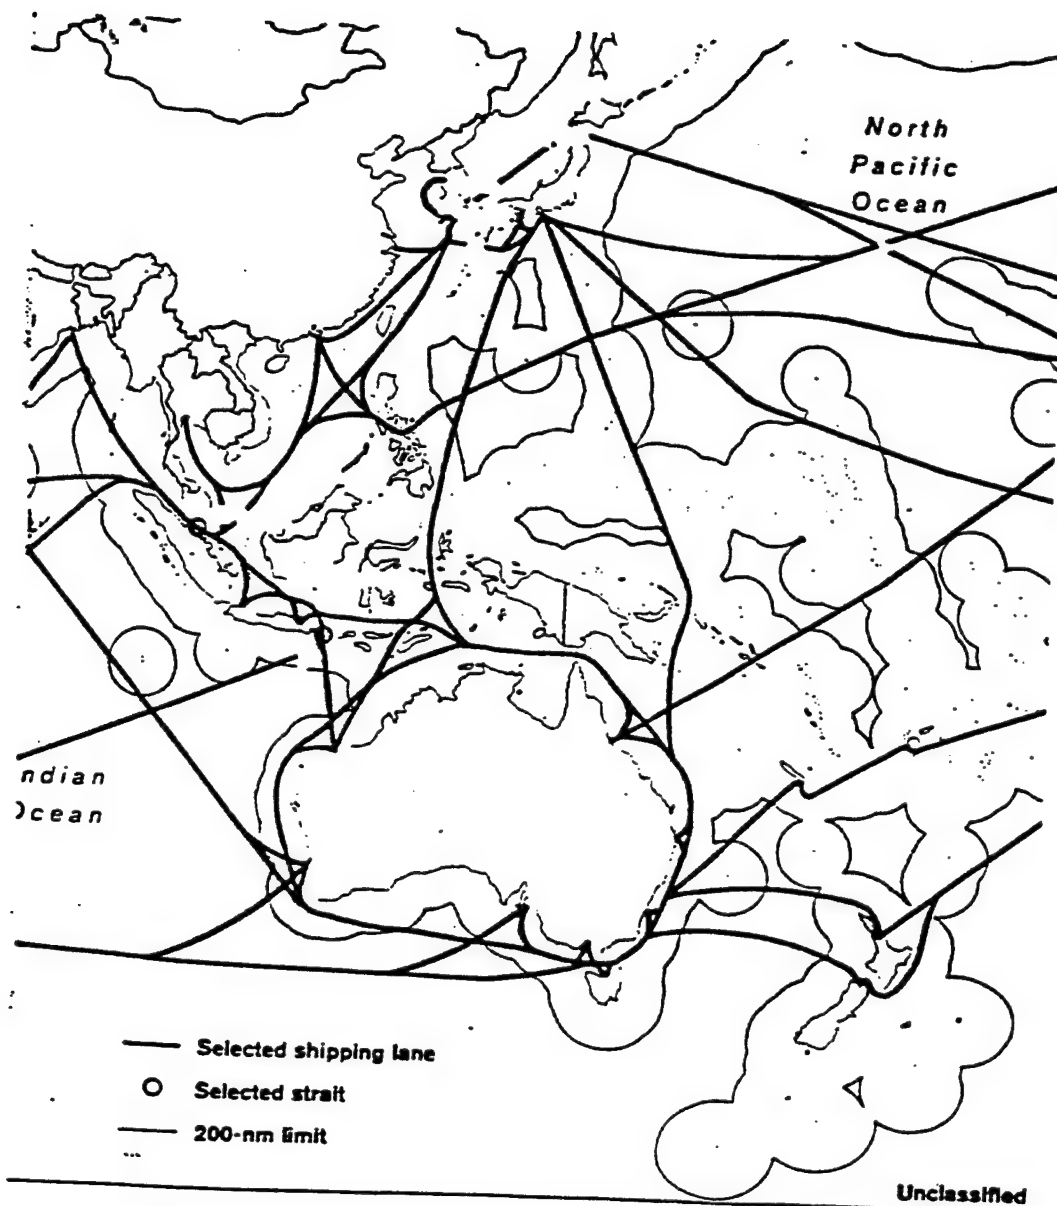 North
Pacific
Ocean
ndian
cean
Selected shipping lane
Selected strait
200-nm limit
Unclassified